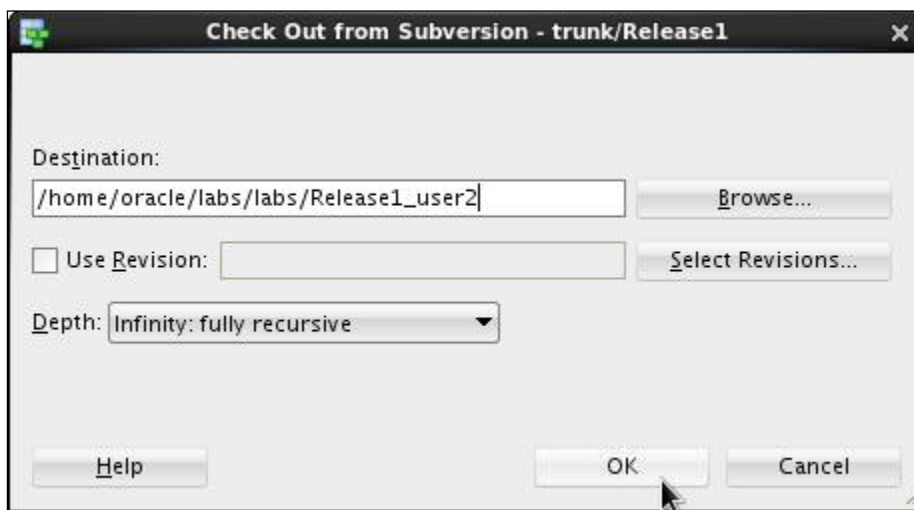 Check Out from Subversion - trunk/Release1
Destination:
/home/oracle/labs/labs/Release1_user2
Browse...
Use Revision:
Select Revisions...
Depth: Infinity: fully recursive
Help
OK
Cancel